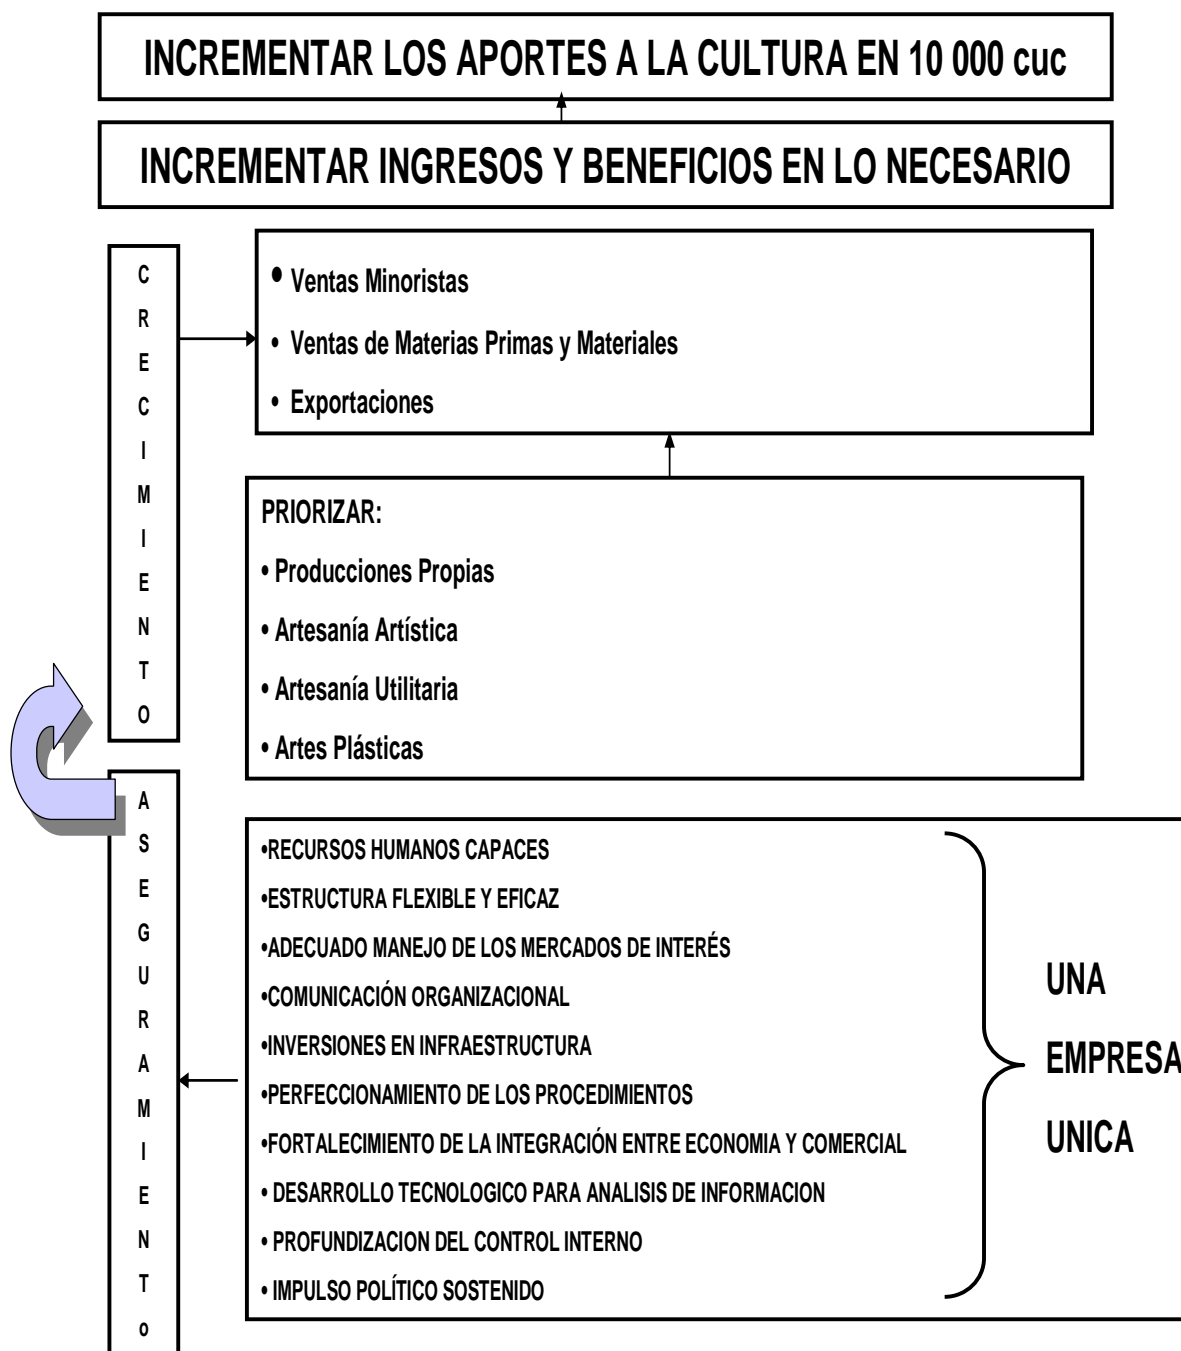 INCREMENTAR LOS APORTES A LA CULTURA EN 10 000 cuc
INCREMENTAR INGRESOS Y BENEFICIOS EN LO NECESARIO
C
R
E
C
I
M
I
E
N
T
O
• Ventas Minoristas
• Ventas de Materias Primas y Materiales
• Exportaciones
PRIORIZAR:
• Producciones Propias
• Artesanía Artística
• Artesanía Utilitaria
• Artes Plásticas
A
S
E
G
U
R
A
M
I
E
N
T
o
•RECURSOS HUMANOS CAPACES
•ESTRUCTURA FLEXIBLE Y EFICAZ
•ADECUADO MANEJO DE LOS MERCADOS DE INTERÉS
•COMUNICACIÓN ORGANIZACIONAL
•INVERSIONES EN INFRAESTRUCTURA
•PERFECCIONAMIENTO DE LOS PROCEDIMIENTOS
•FORTALECIMIENTO DE LA INTEGRACIÓN ENTRE ECONOMIA Y COMERCIAL
• DESARROLLO TECNOLOGICO PARA ANALISIS DE INFORMACION
• PROFUNDIZACION DEL CONTROL INTERNO
• IMPULSO POLÍTICO SOSTENIDO
UNA
EMPRESA
UNICA